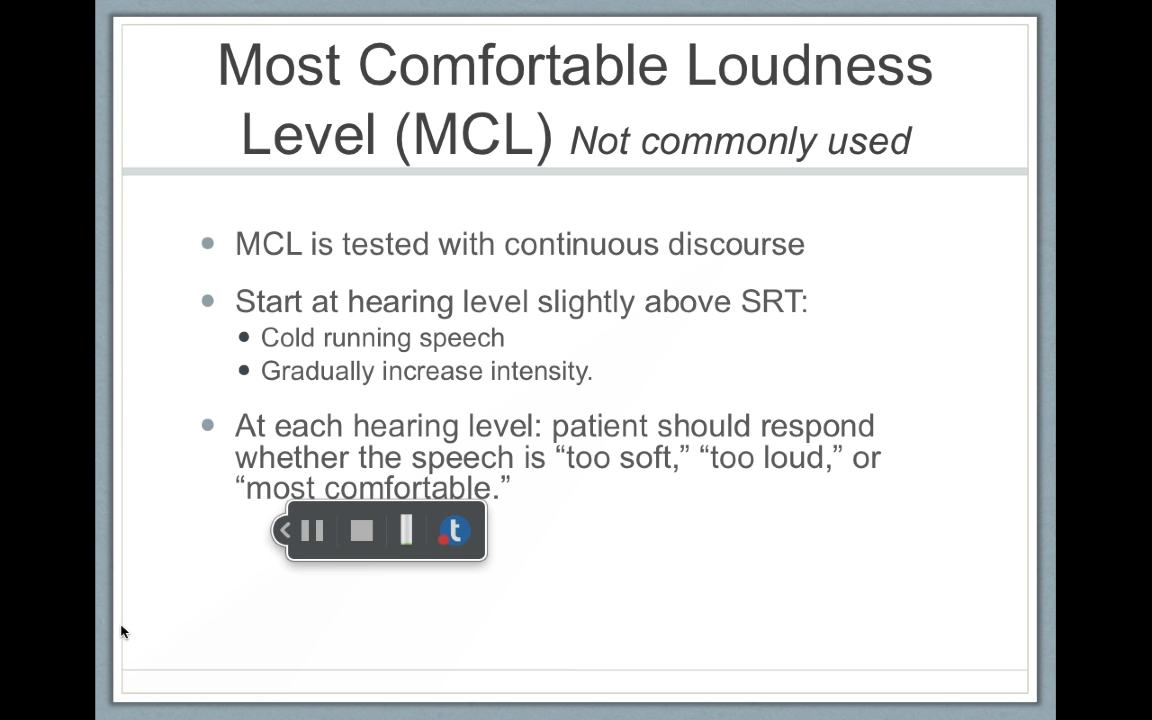 Most Comfortable Loudness
Level (MCL) Not commonly used
MCL is tested with continuous discourse
Start at hearing level slightly above SRT:
Cold running speech
Gradually increase intensity.
At each hearing level: patient should respond
whether the speech is “too soft,” “too loud,” or
“most comfortable.”
t